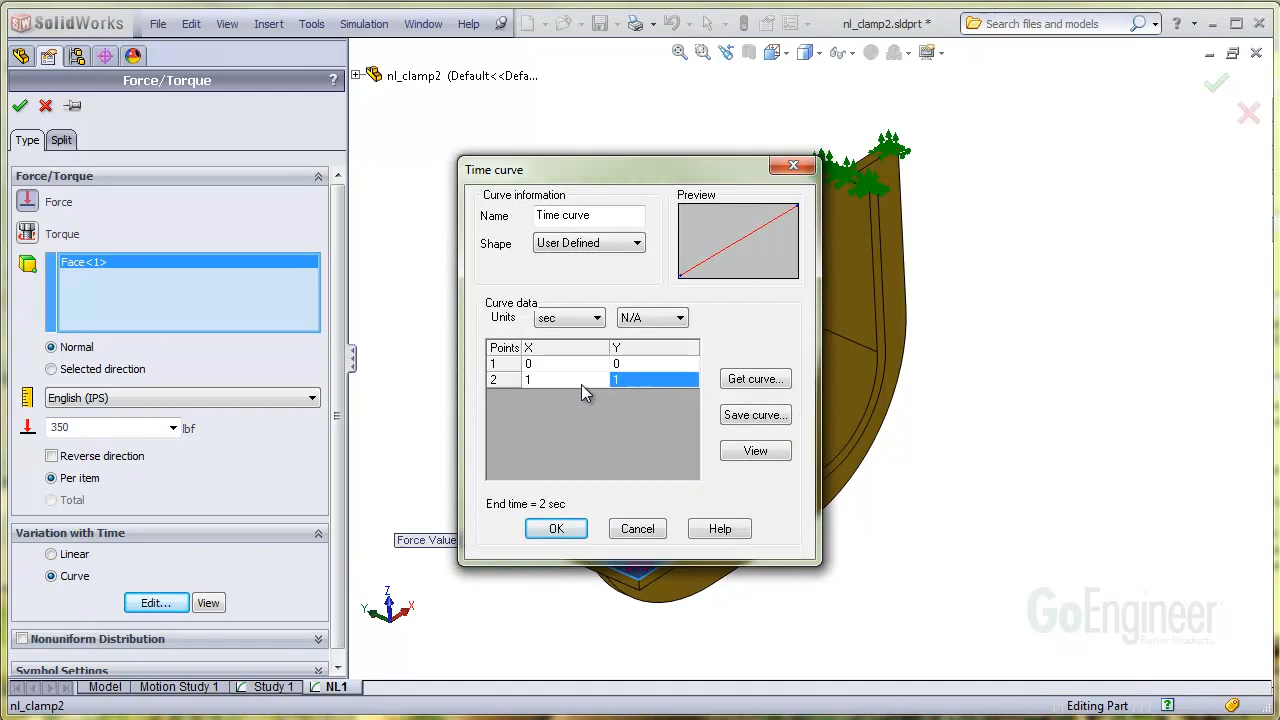 SolidWorks File Edit View Insert Tools Simulation Window Help nl_clamp2.sldprt * Search files and models ?
nl_clamp2 (Default<<Defa...
Force/Torque ?
Type Split
Force/Torque
Force
Torque
Face<1>
Normal
Selected direction
English (IPS)
350 lbf
Reverse direction
Per item
Total
Variation with Time
Linear
Curve
Edit... View
Nonuniform Distribution
Symbol Settings
Time curve
Curve information
Name Time curve
Shape User Defined
Preview
Curve data
Units sec N/A
Points X Y
1 0 0
2 1 1
Get curve...
Save curve...
View
End time = 2 sec
OK Cancel Help
Force Value
Z
Y X
GoEngineer
Better Products.
Model Motion Study 1 Study 1 NL1
nl_clamp2 Editing Part ?